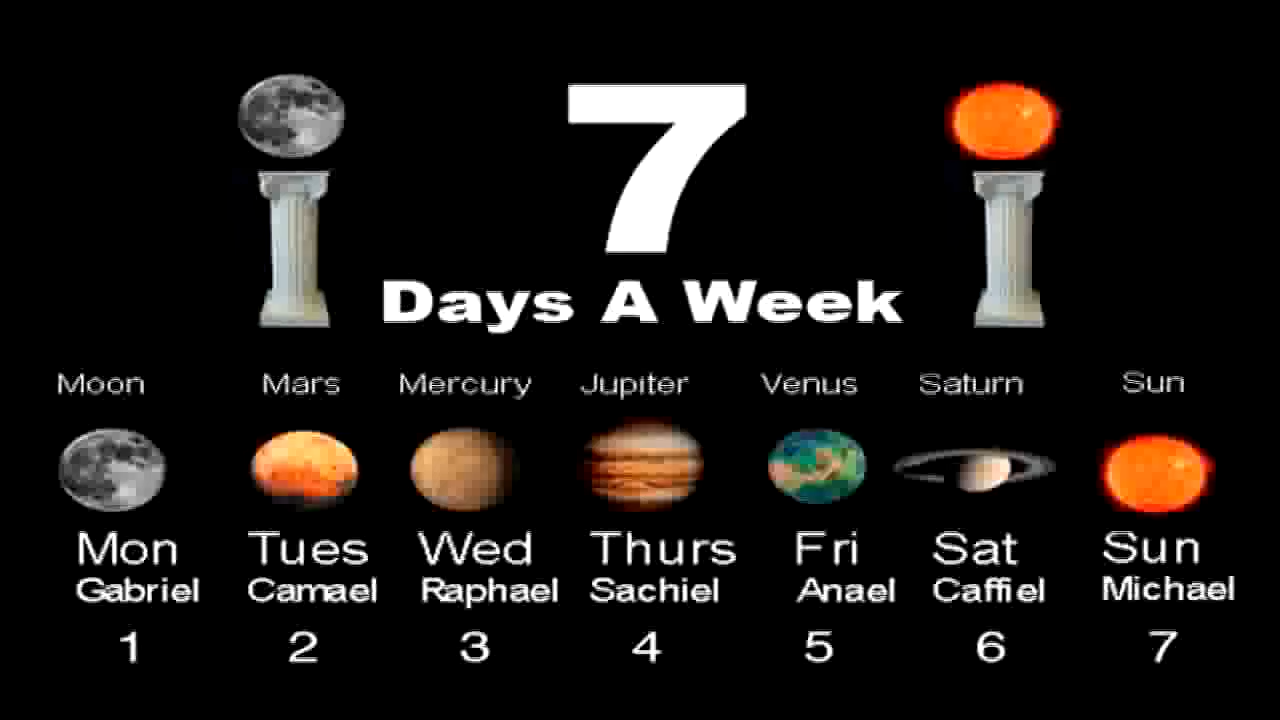 7
Days A Week
Moon Mars Mercury Jupiter Venus Saturn Sun
Mon Tues Wed Thurs Fri Sat Sun
Gabriel Camael Raphael Sachiel Anael Caffiel Michael
1 2 3 4 5 6 7